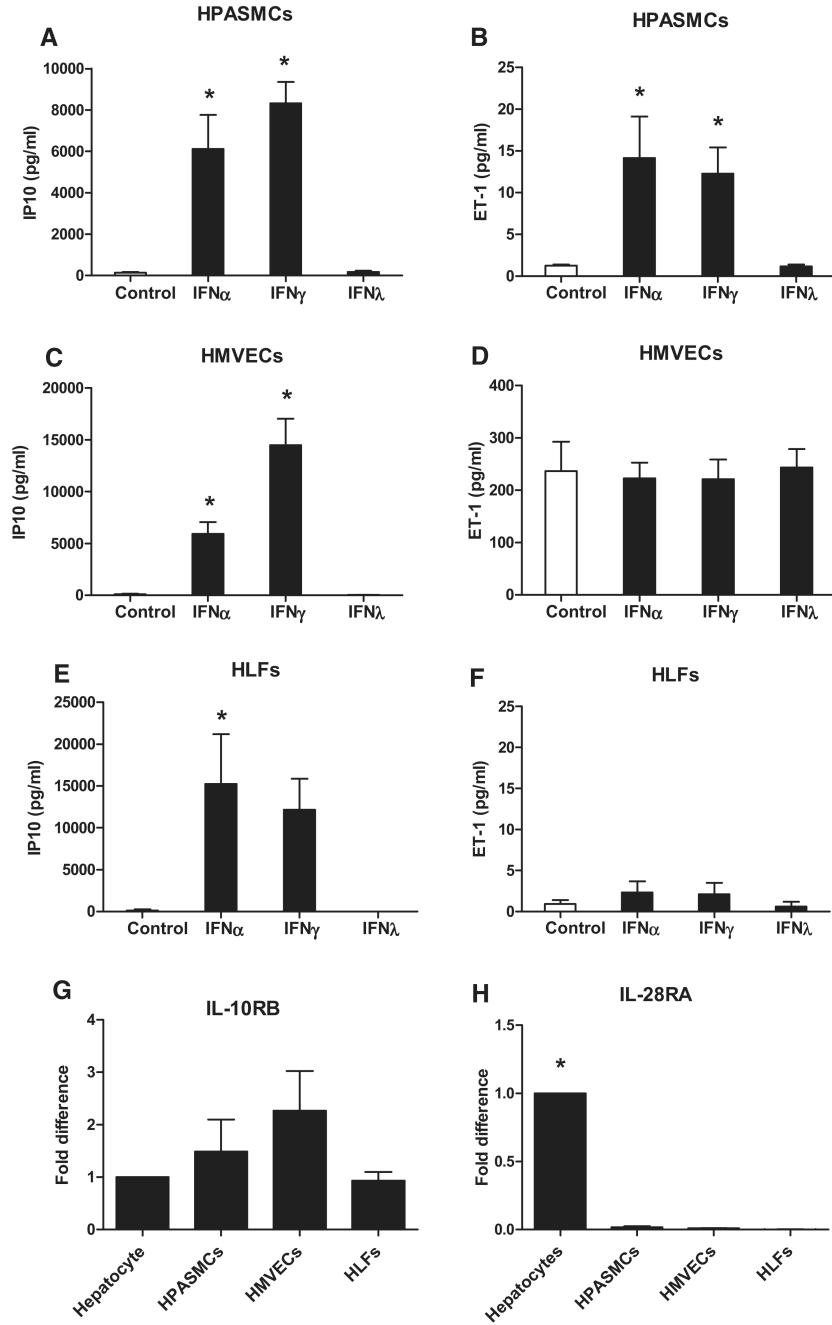 A
HPASMCs
IP10 (pg/ml)
10000
8000
6000
4000
2000
0
*
*
Control IFNα IFNγ IFNλ
B
HPASMCs
ET-1 (pg/ml)
25
20
15
10
5
0
*
*
Control IFNα IFNγ IFNλ
C
HMVECs
IP10 (pg/ml)
20000
15000
10000
5000
0
*
*
Control IFNα IFNγ IFNλ
D
HMVECs
ET-1 (pg/ml)
400
300
200
100
0
Control IFNα IFNγ IFNλ
E
HLFs
IP10 (pg/ml)
25000
20000
15000
10000
5000
0
*
Control IFNα IFNγ IFNλ
F
HLFs
ET-1 (pg/ml)
25
20
15
10
5
0
Control IFNα IFNγ IFNλ
G
IL-10RB
Fold difference
4
3
2
1
0
Hepatocyte HPASMCs HMVECs HLFs
H
IL-28RA
Fold difference
1.5
1.0
0.5
0.0
*
Hepatocytes HPASMCs HMVECs HLFs